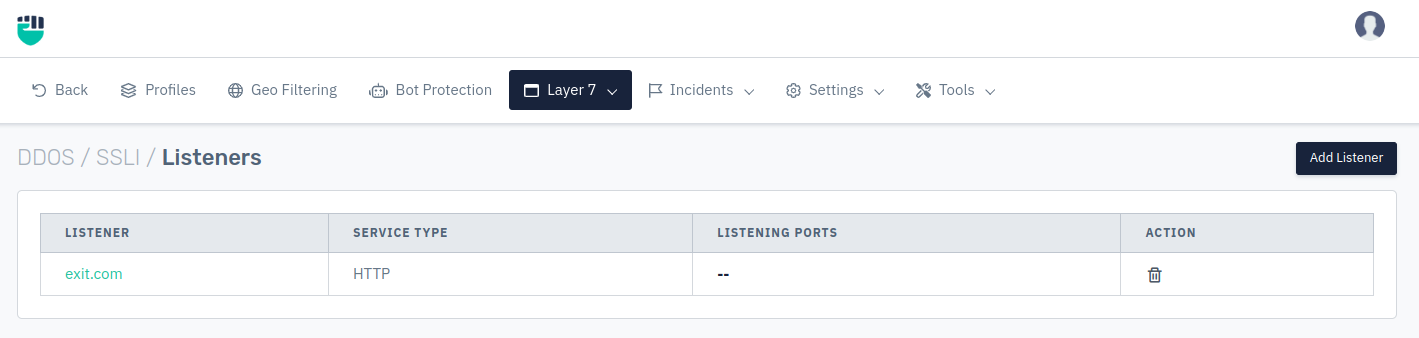 Back Profiles Geo Filtering Bot Protection Layer 7 Incidents Settings Tools
DDOS / SSLI / Listeners Add Listener
LISTENER SERVICE TYPE LISTENING PORTS ACTION
exit.com HTTP --